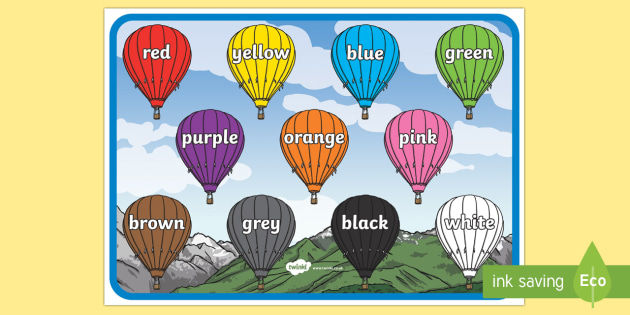 red yellow blue green
purple orange pink
brown grey black white
twinkl www.twinkl.co.uk
ink saving Eco